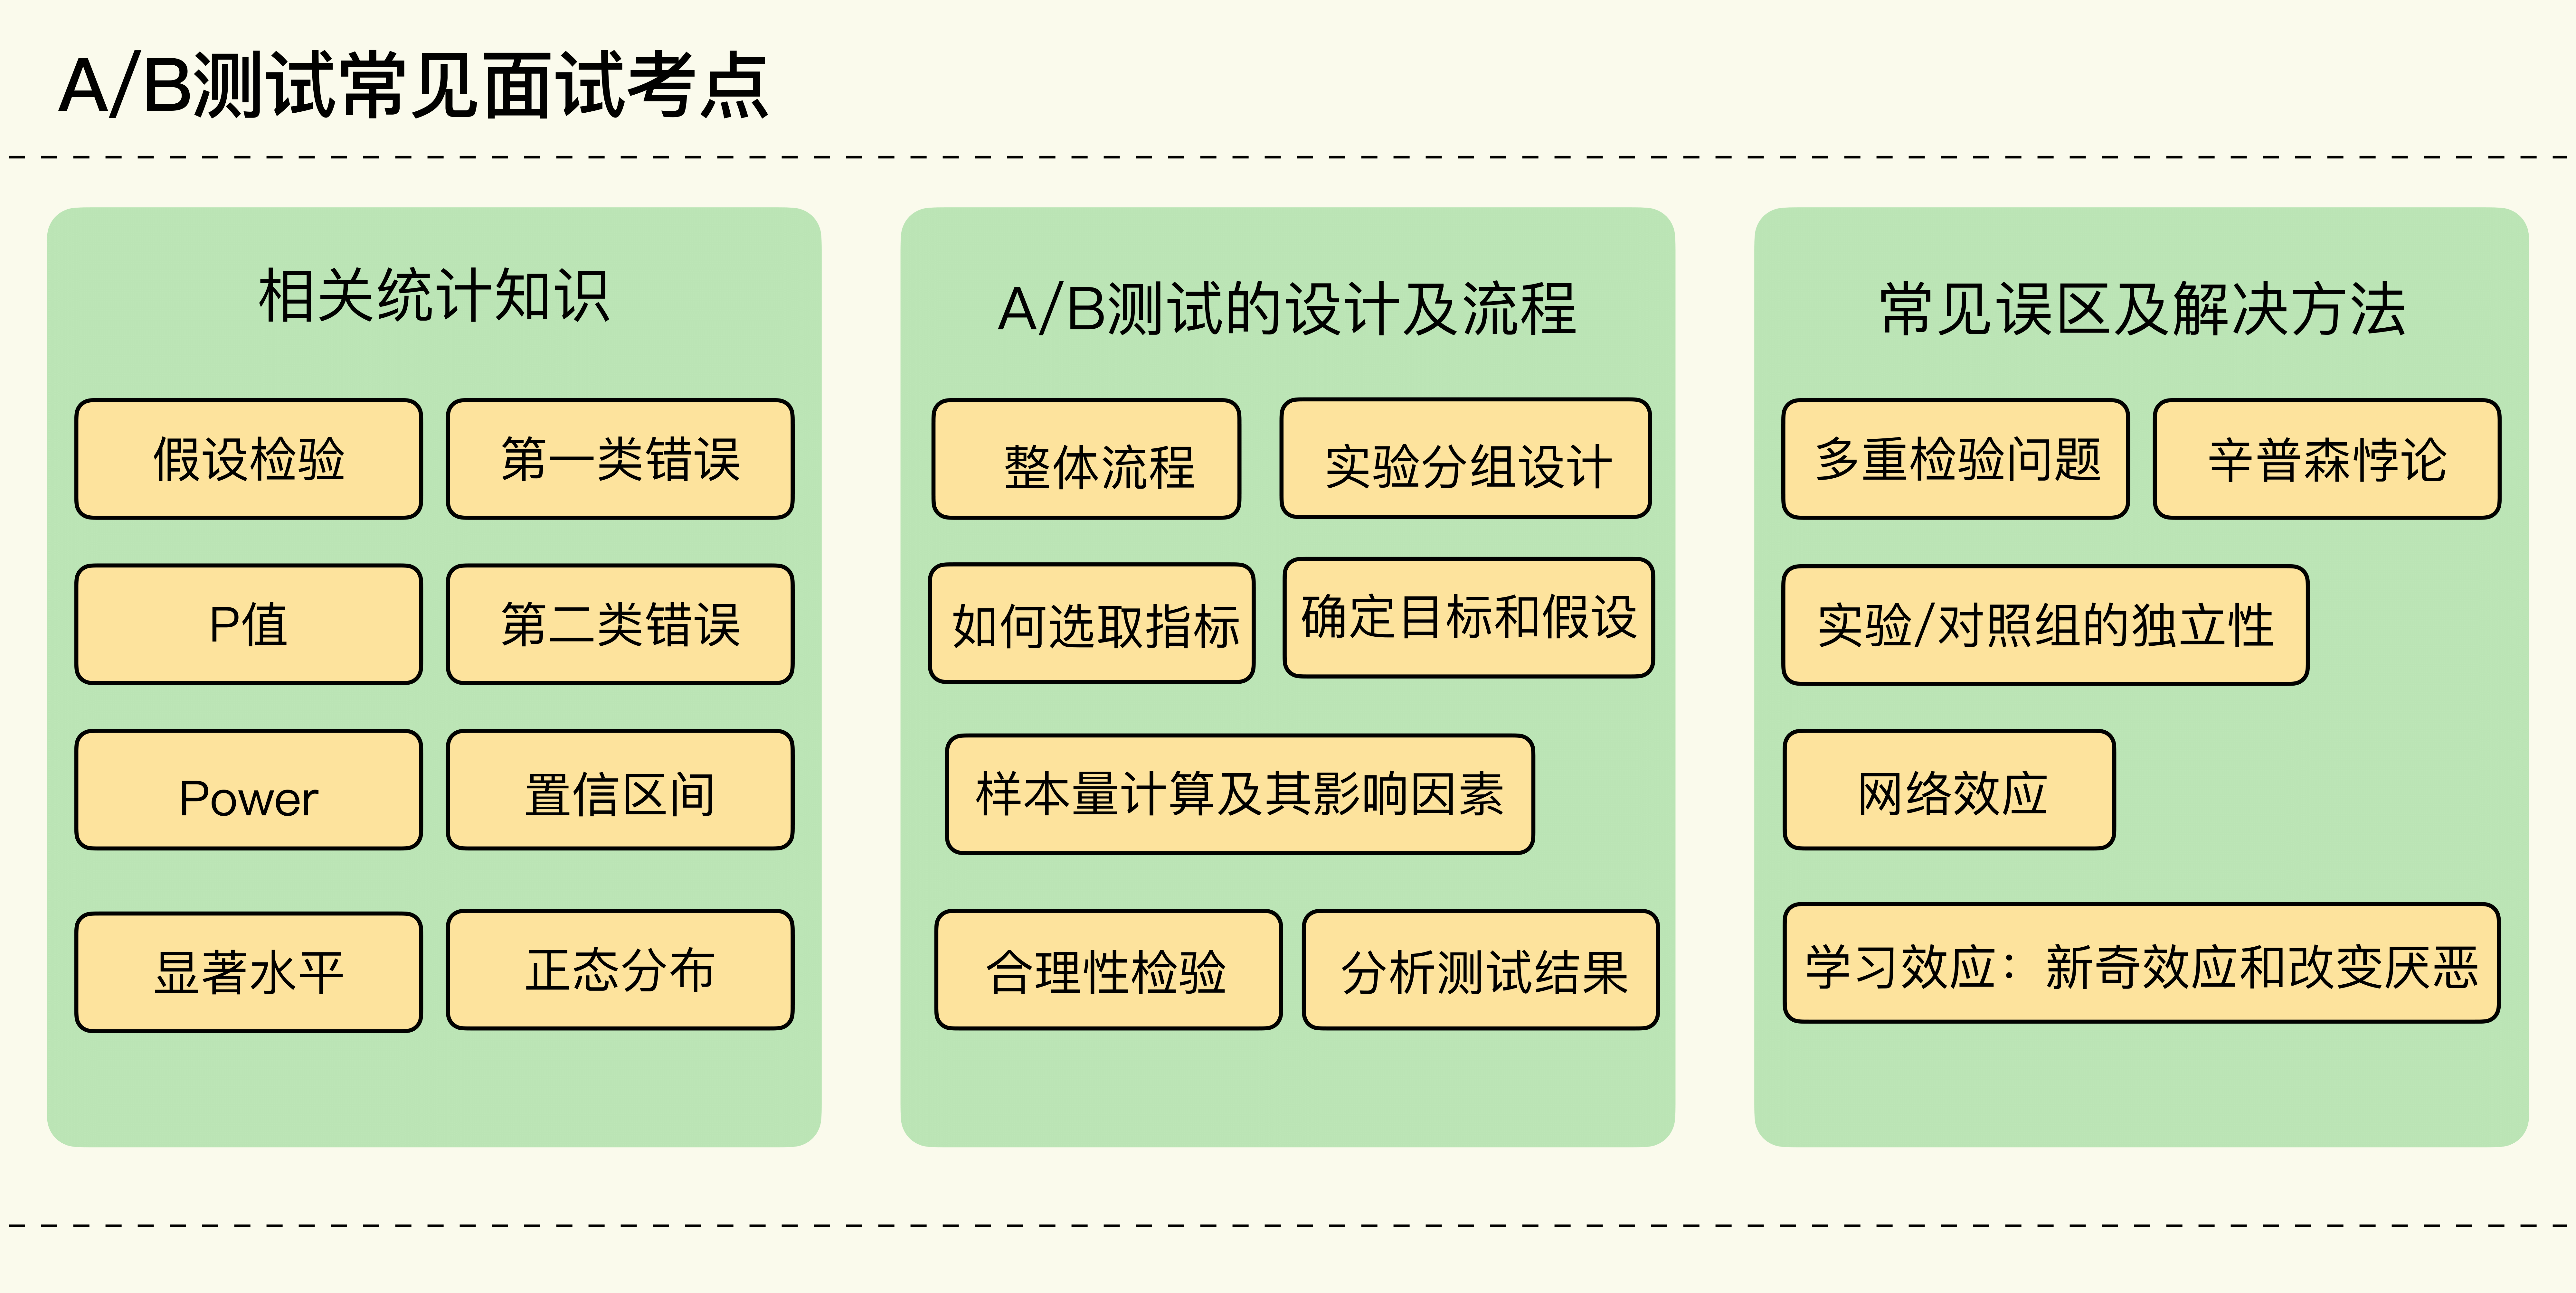 A/B测试常见面试考点
相关统计知识
假设检验
第一类错误
P值
第二类错误
Power
置信区间
显著水平
正态分布
A/B测试的设计及流程
整体流程
实验分组设计
如何选取指标
确定目标和假设
样本量计算及其影响因素
合理性检验
分析测试结果
常见误区及解决方法
多重检验问题
辛普森悖论
实验/对照组的独立性
网络效应
学习效应：新奇效应和改变厌恶